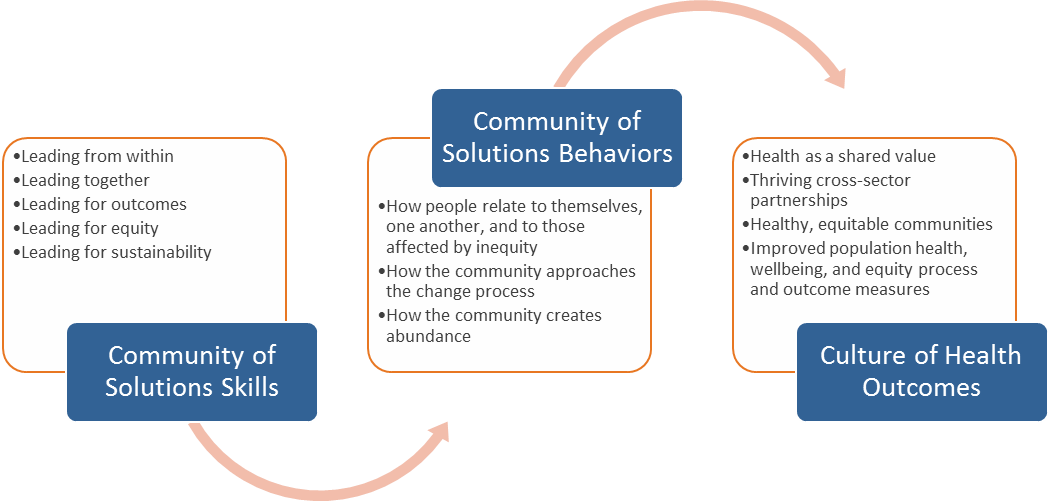 •Leading from within
•Leading together
•Leading for outcomes
•Leading for equity
•Leading for sustainability
Community of
Solutions Skills
Community of
Solutions Behaviors
•How people relate to themselves,
one another, and to those
affected by inequity
•How the community approaches
the change process
•How the community creates
abundance
•Health as a shared value
•Thriving cross-sector
partnerships
•Healthy, equitable communities
•Improved population health,
wellbeing, and equity process
and outcome measures
Culture of Health
Outcomes